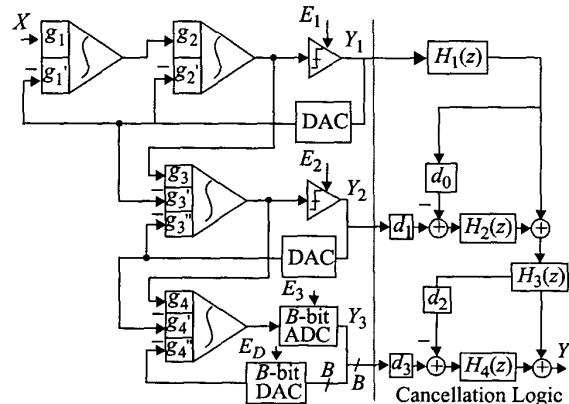 X
g1
g1'
g2
g2'
E1
Y1
H1(z)
DAC
d0
g3
g3'
g3"
E2
Y2
d1
H2(z)
DAC
H3(z)
d2
g4
g4'
g4"
E3
B-bit
ADC
Y3
ED
B-bit
DAC
B
B
d3
H4(z)
Y
Cancellation Logic